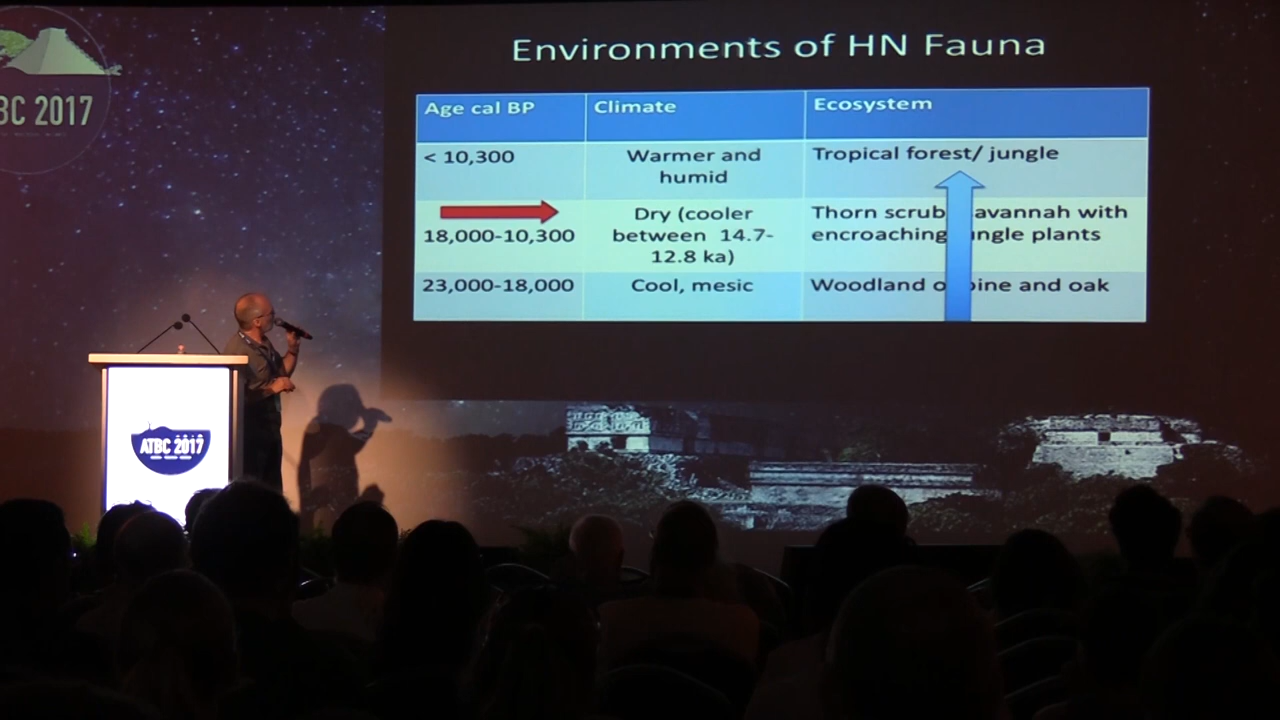 BC 2017
Environments of HN Fauna
Age cal BP
Climate
Ecosystem
< 10,300
Warmer and
humid
Tropical forest/ jungle
18,000-10,300
Dry (cooler
between 14.7-
12.8 ka)
Thorn scrub avannah with
encroaching ngle plants
23,000-18,000
Cool, mesic
Woodland o pine and oak
ATBC 2017